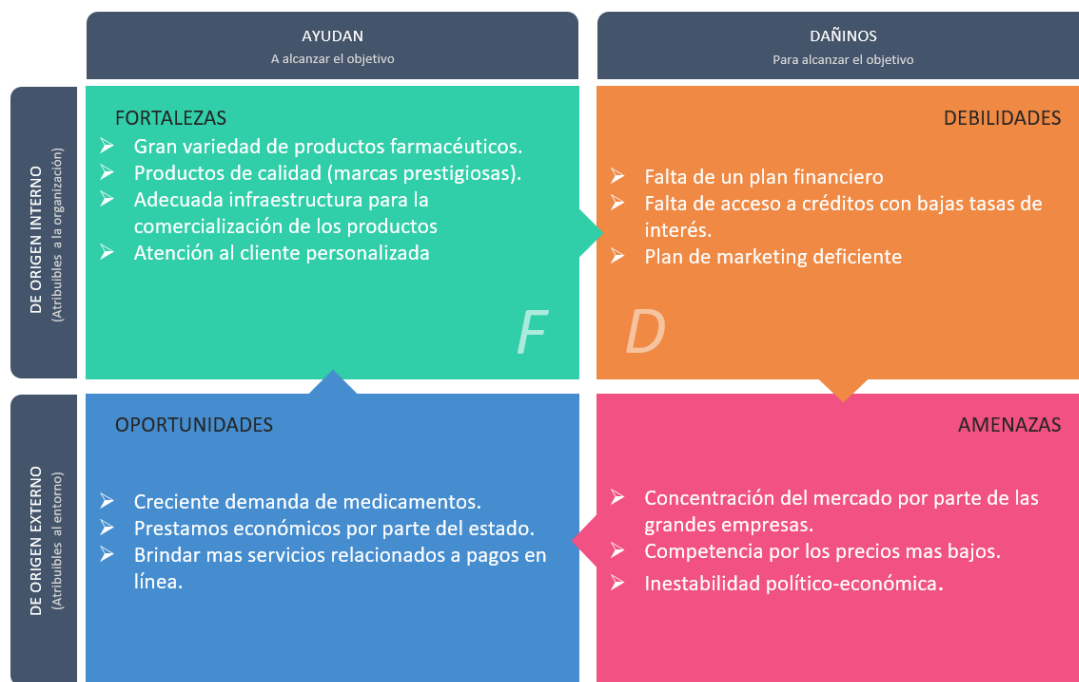 AYUDAN
A alcanzar el objetivo
DAÑINOS
Para alcanzar el objetivo
DE ORIGEN INTERNO
(Atribuibles a la organización)
FORTALEZAS
➢ Gran variedad de productos farmacéuticos.
➢ Productos de calidad (marcas prestigiosas).
➢ Adecuada infraestructura para la
comercialización de los productos
➢ Atención al cliente personalizada
F
DEBILIDADES
➢ Falta de un plan financiero
➢ Falta de acceso a créditos con bajas tasas de
interés.
➢ Plan de marketing deficiente
D
DE ORIGEN EXTERNO
(Atribuibles al entorno)
OPORTUNIDADES
➢ Creciente demanda de medicamentos.
➢ Prestamos económicos por parte del estado.
➢ Brindar mas servicios relacionados a pagos en
línea.
AMENAZAS
➢ Concentración del mercado por parte de las
grandes empresas.
➢ Competencia por los precios mas bajos.
➢ Inestabilidad político-económica.